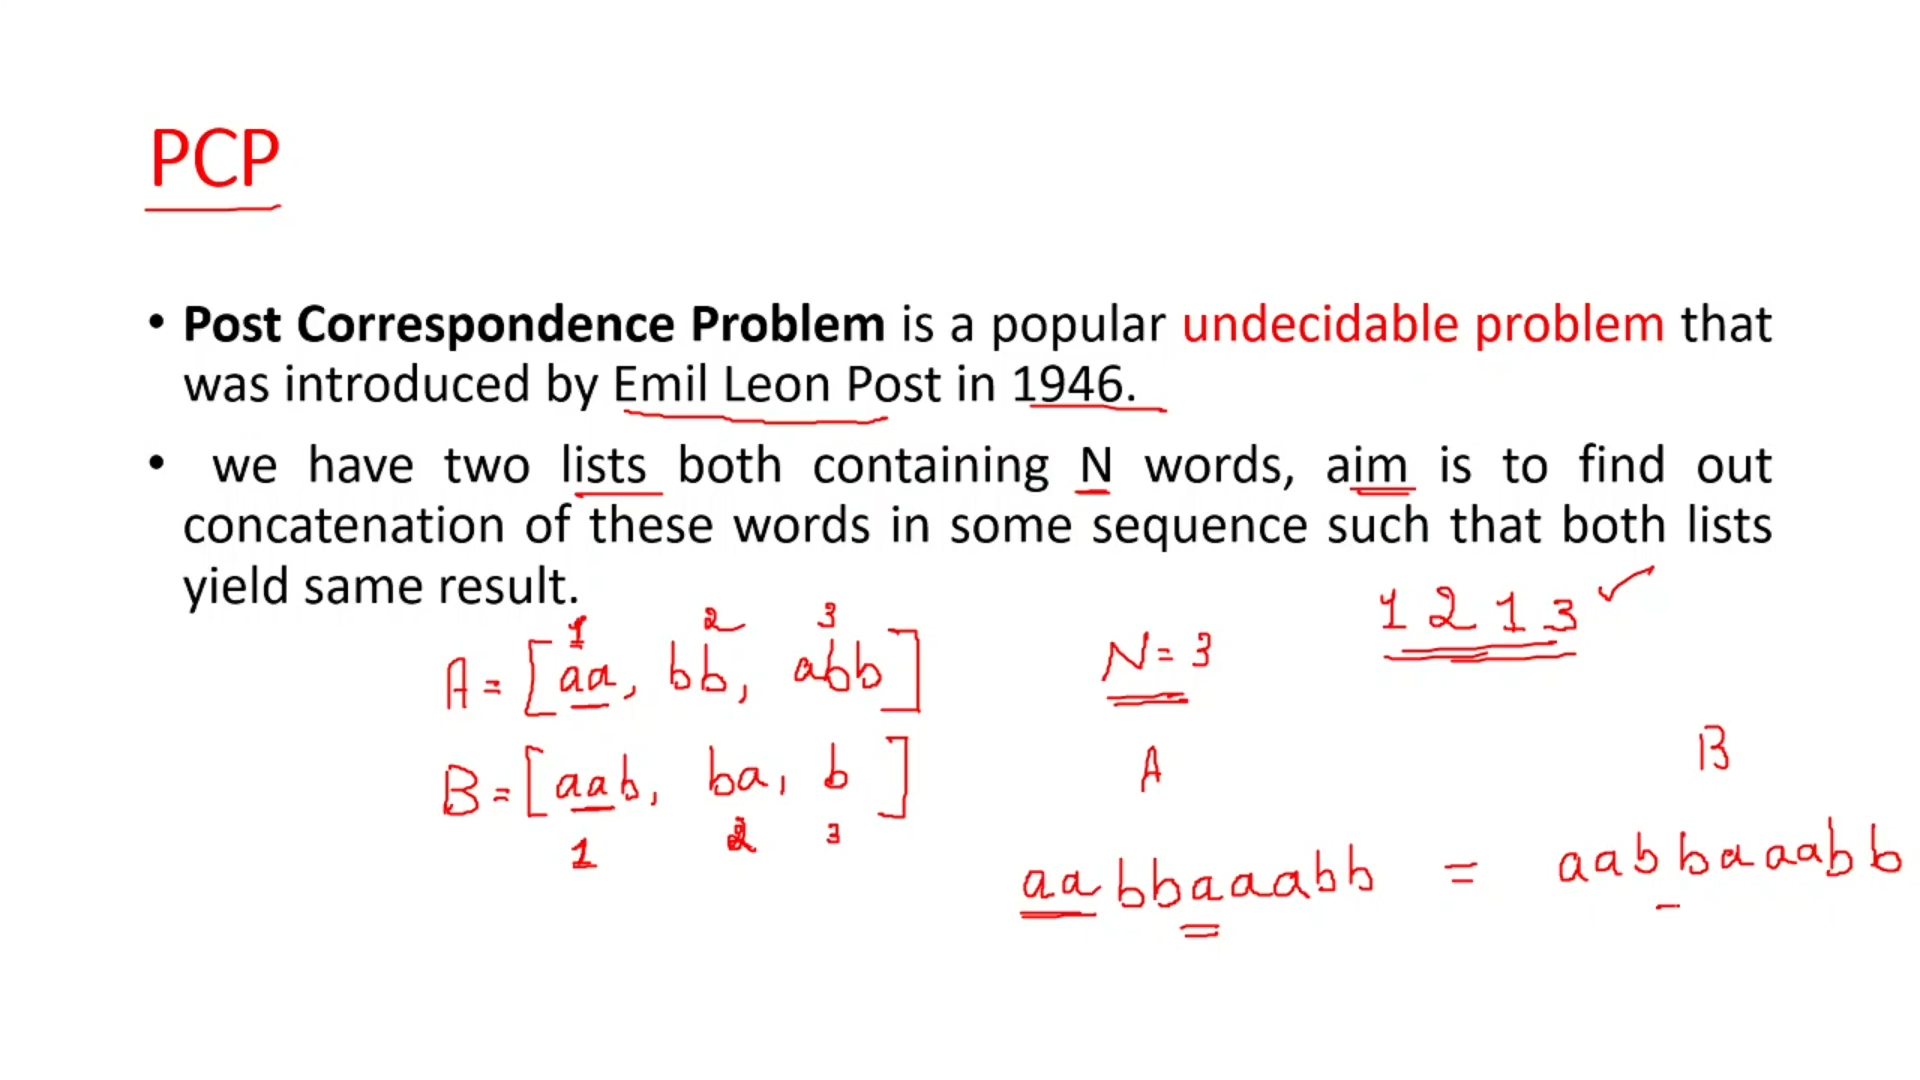 PCP
• Post Correspondence Problem is a popular undecidable problem that
was introduced by Emil Leon Post in 1946.
• we have two lists both containing N words, aim is to find out
concatenation of these words in some sequence such that both lists
yield same result.
1 2 1 3 ✓
1 2 3
A = [aa, bb, abb]
N = 3
B = [aab, ba, b]
1 2 3
A B
aabbaaabb = aabbaaabb